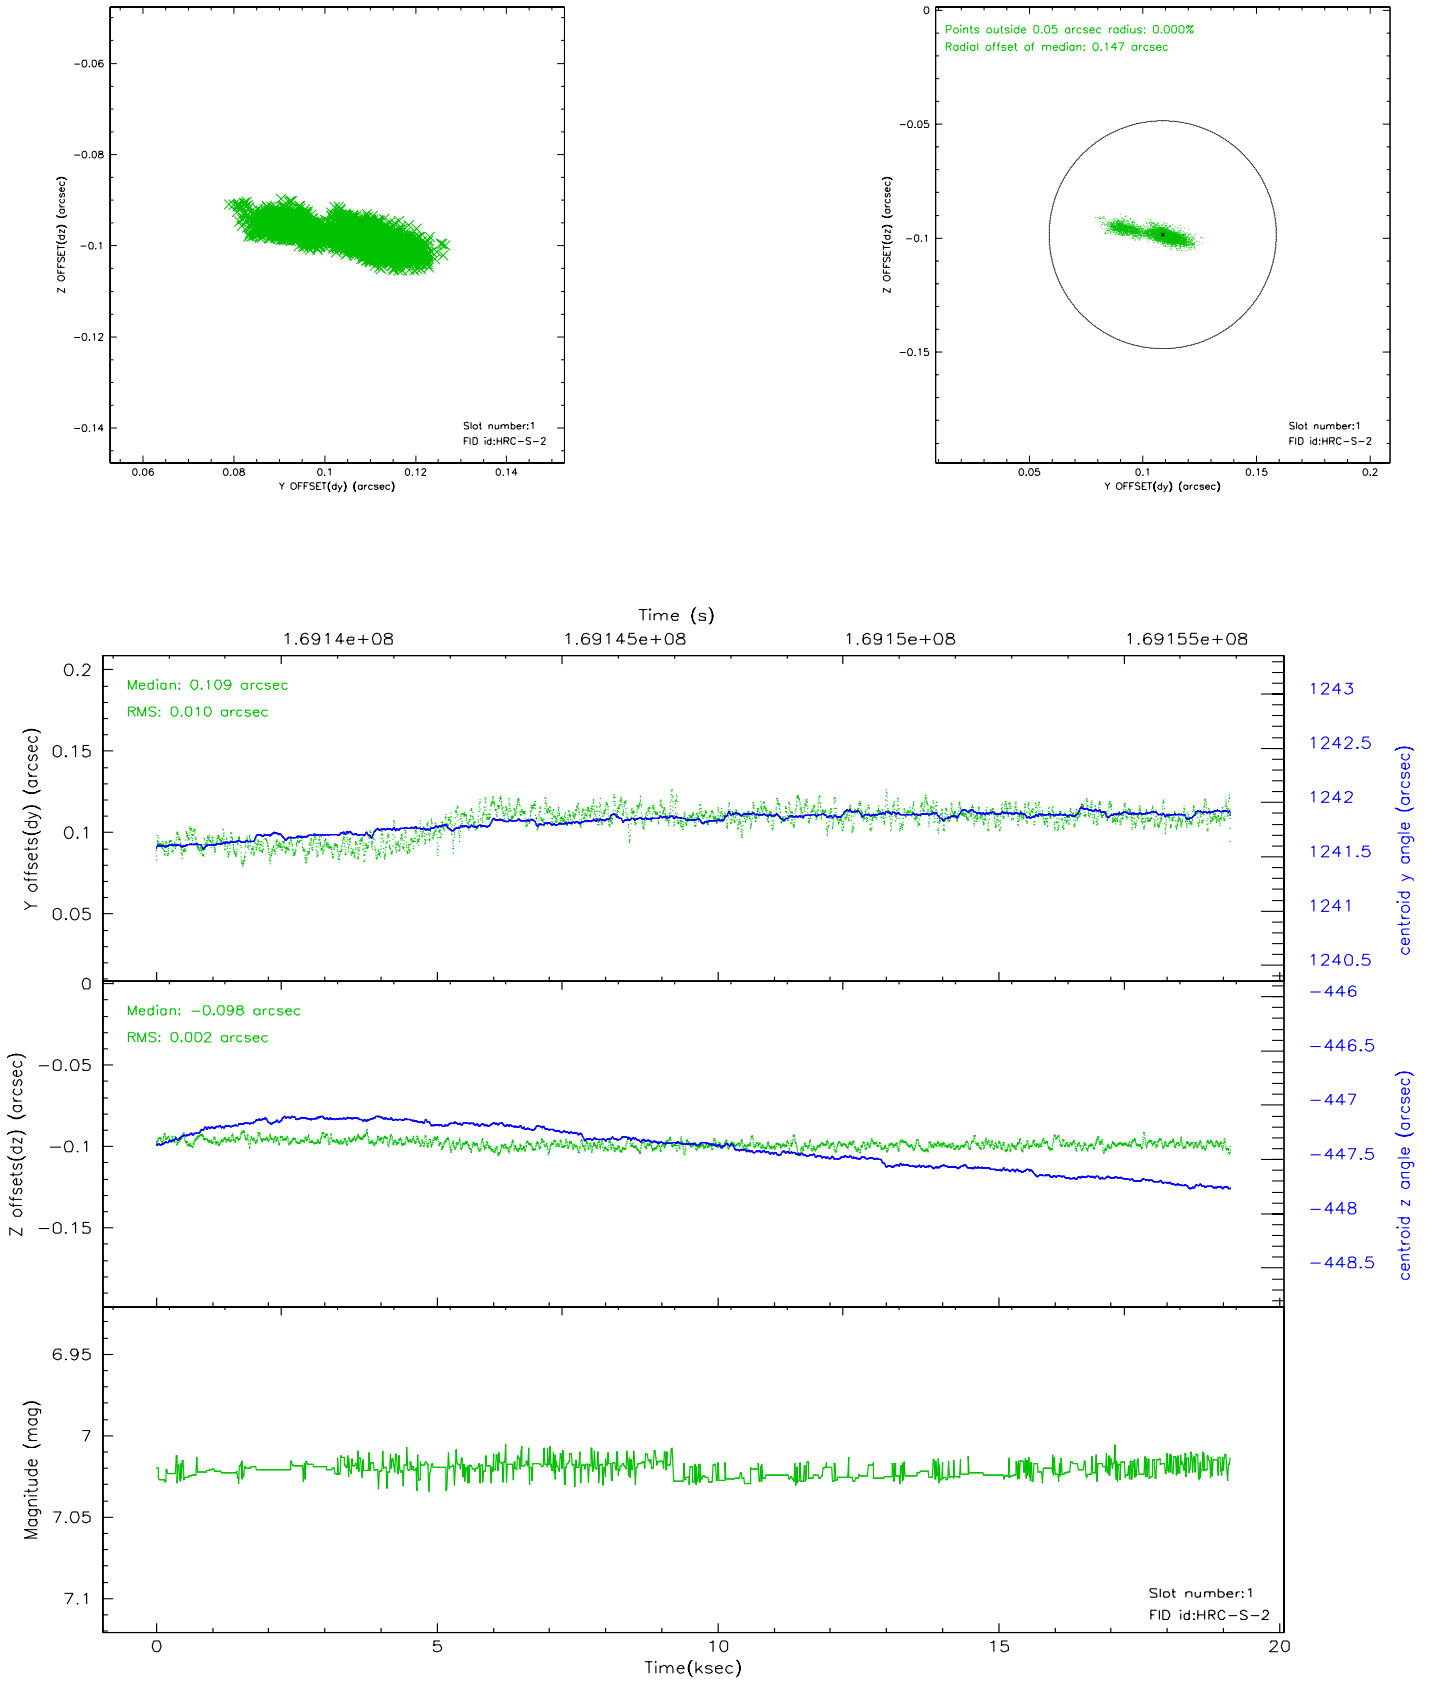 -0.06
-0.08
-0.1
-0.12
-0.14
Z OFFSET(dz) (arcsec)
Slot number:1
FID id:HRC-S-2
0.06 0.08 0.1 0.12 0.14
Y OFFSET(dy) (arcsec)
0
-0.05
-0.1
-0.15
Z OFFSET(dz) (arcsec)
Points outside 0.05 arcsec radius: 0.000%
Radial offset of median: 0.147 arcsec
Slot number:1
FID id:HRC-S-2
0.05 0.1 0.15 0.2
Y OFFSET(dy) (arcsec)
Time (s)
1.6914e+08 1.69145e+08 1.6915e+08 1.69155e+08
0.2
0.15
0.1
0.05
0
Y offsets(dy) (arcsec)
Median: 0.109 arcsec
RMS: 0.010 arcsec
1243
1242.5
1242
1241.5
1241
1240.5
centroid y angle (arcsec)
-0.05
-0.1
-0.15
Z offsets(dz) (arcsec)
Median: -0.098 arcsec
RMS: 0.002 arcsec
-446
-446.5
-447
-447.5
-448
-448.5
centroid z angle (arcsec)
6.95
7
7.05
7.1
Magnitude (mag)
Slot number:1
FID id:HRC-S-2
0 5 10 15 20
Time(ksec)